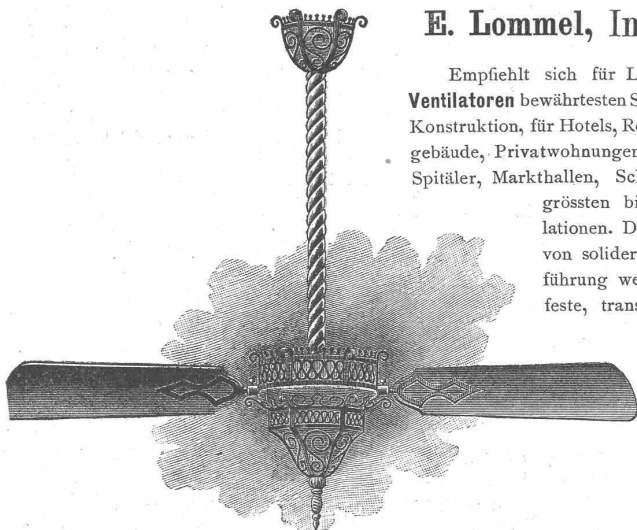 E. Lommel, In
Empfiehlt sich für L
Ventilatoren bewährtesten S
Konstruktion, für Hotels, Re
gebäude, Privatwohnungen
Spitäler, Markthallen, Sch
grössten bi
lationen. D
von solider
führung we
feste, trans